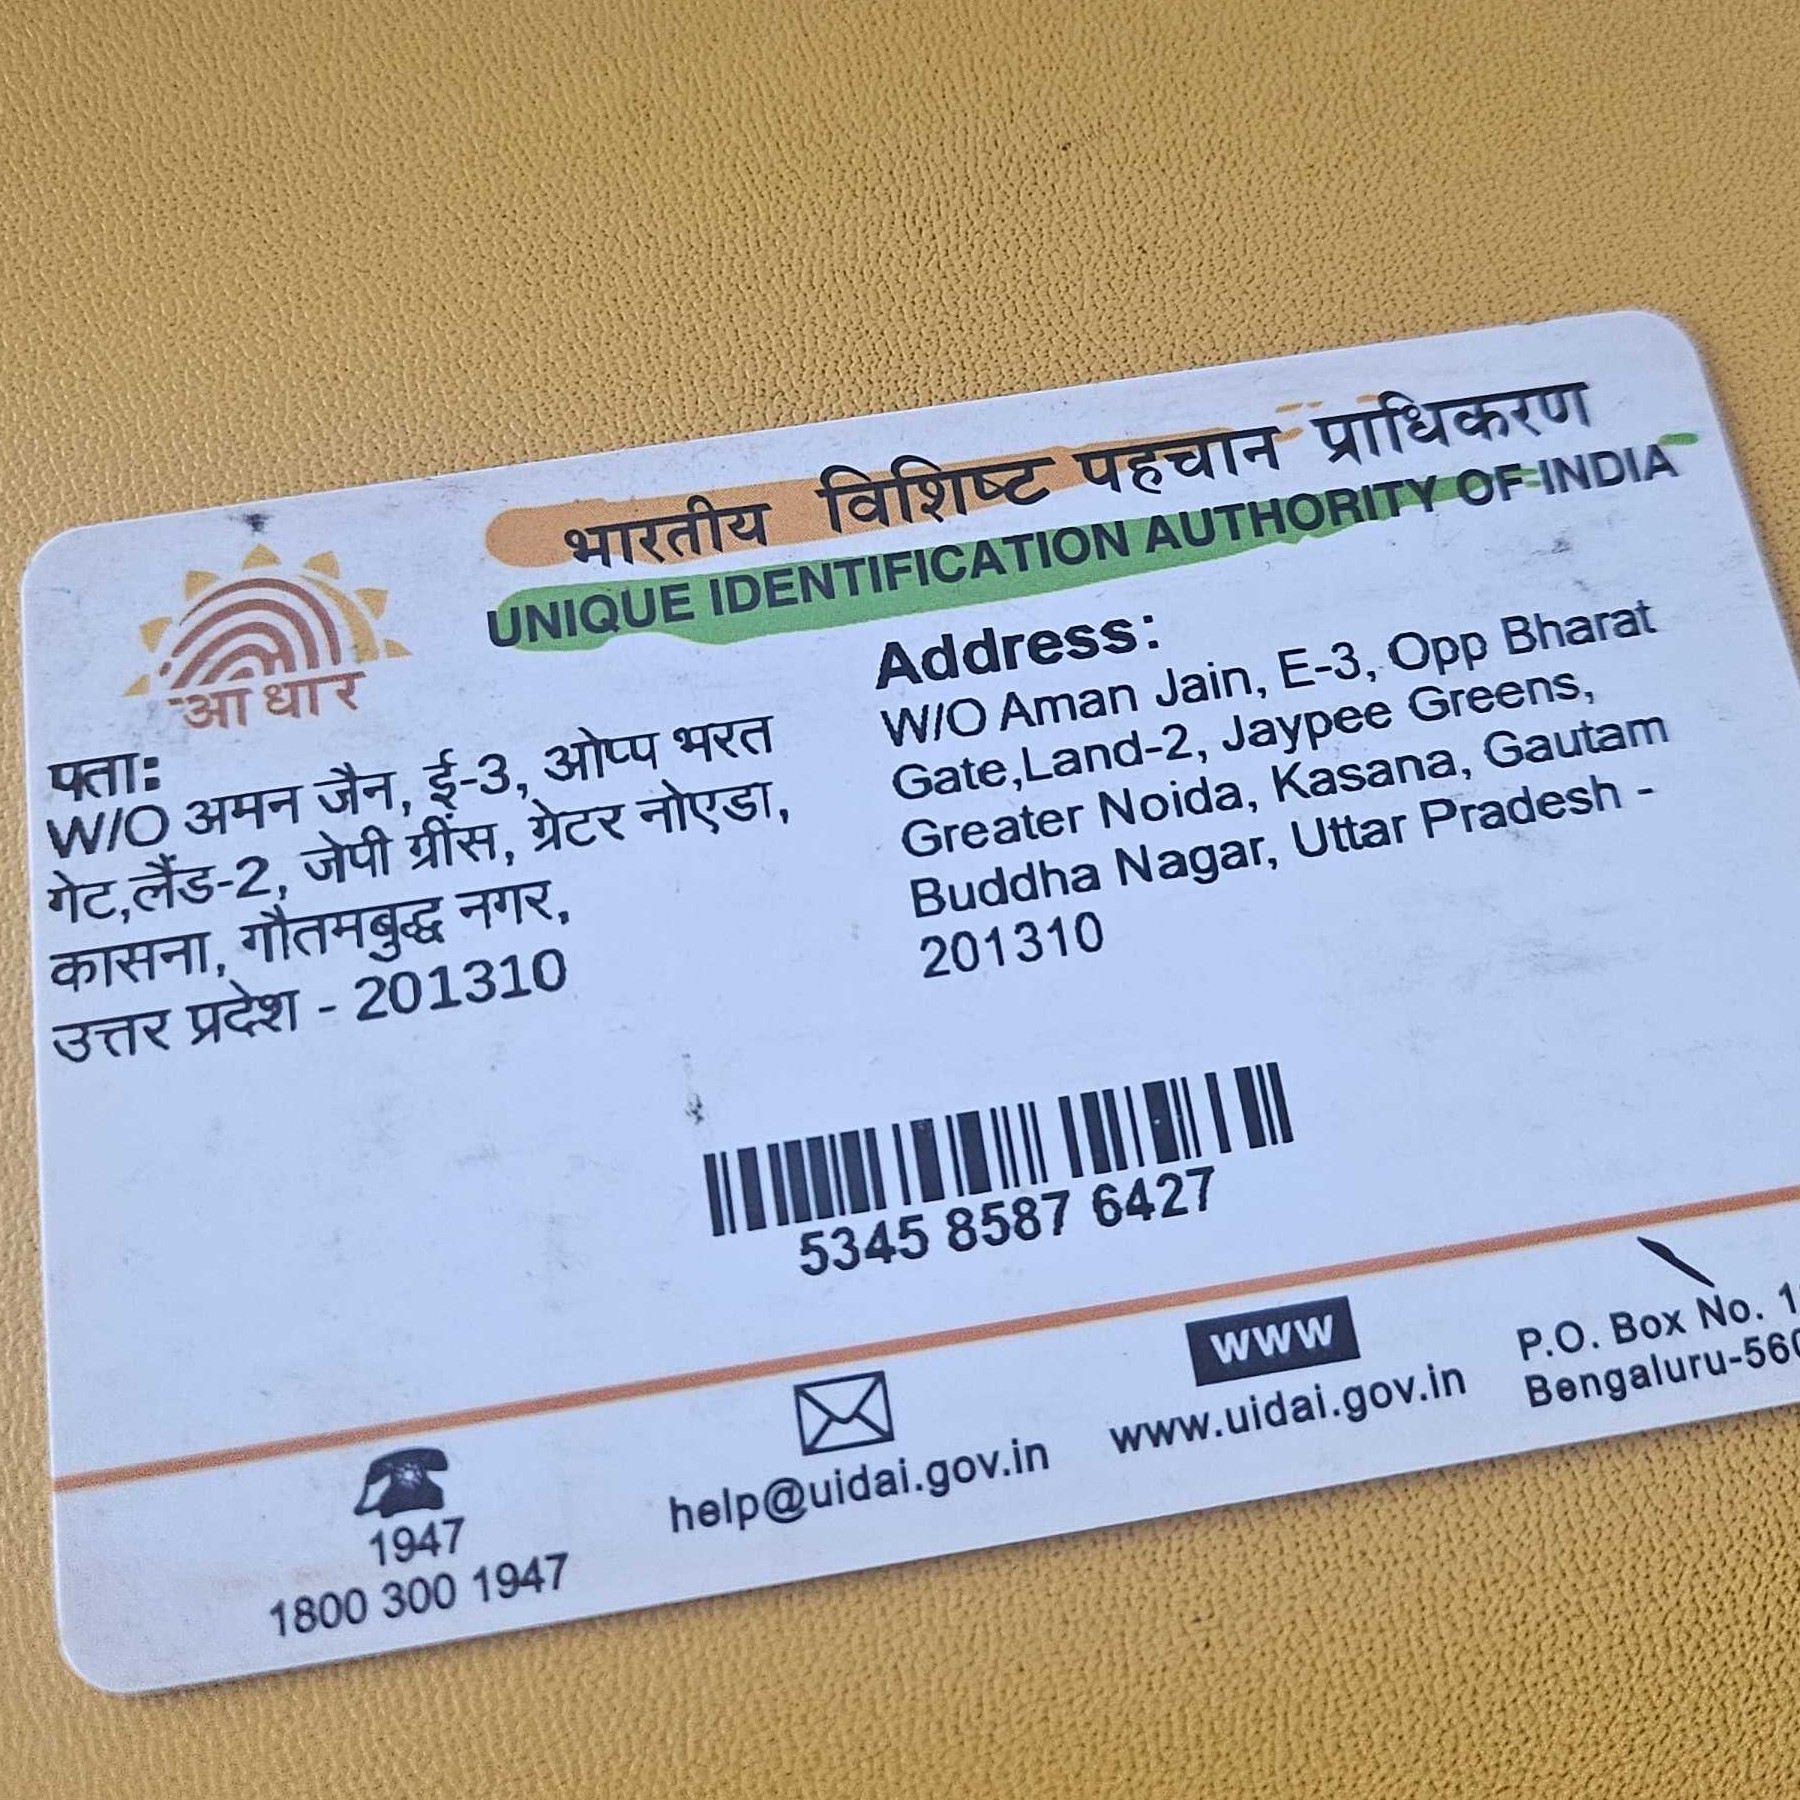 भारतीय विशिष्ट पहचान प्राधिकरण
UNIQUE IDENTIFICATION AUTHORITY OF INDIA
आधार
पता:
W/O अमन जैन, ई-3, ओप्प भरत
गेट,लैंड-2, जेपी ग्रींस, ग्रेटर नोएडा,
कासना, गौतमबुद्ध नगर,
उत्तर प्रदेश - 201310
Address:
W/O Aman Jain, E-3, Opp Bharat
Gate,Land-2, Jaypee Greens,
Greater Noida, Kasana, Gautam
Buddha Nagar, Uttar Pradesh -
201310
5345 8587 6427
1947
1800 300 1947
help@uidai.gov.in
WWW
www.uidai.gov.in
P.O. Box No.
Bengaluru-